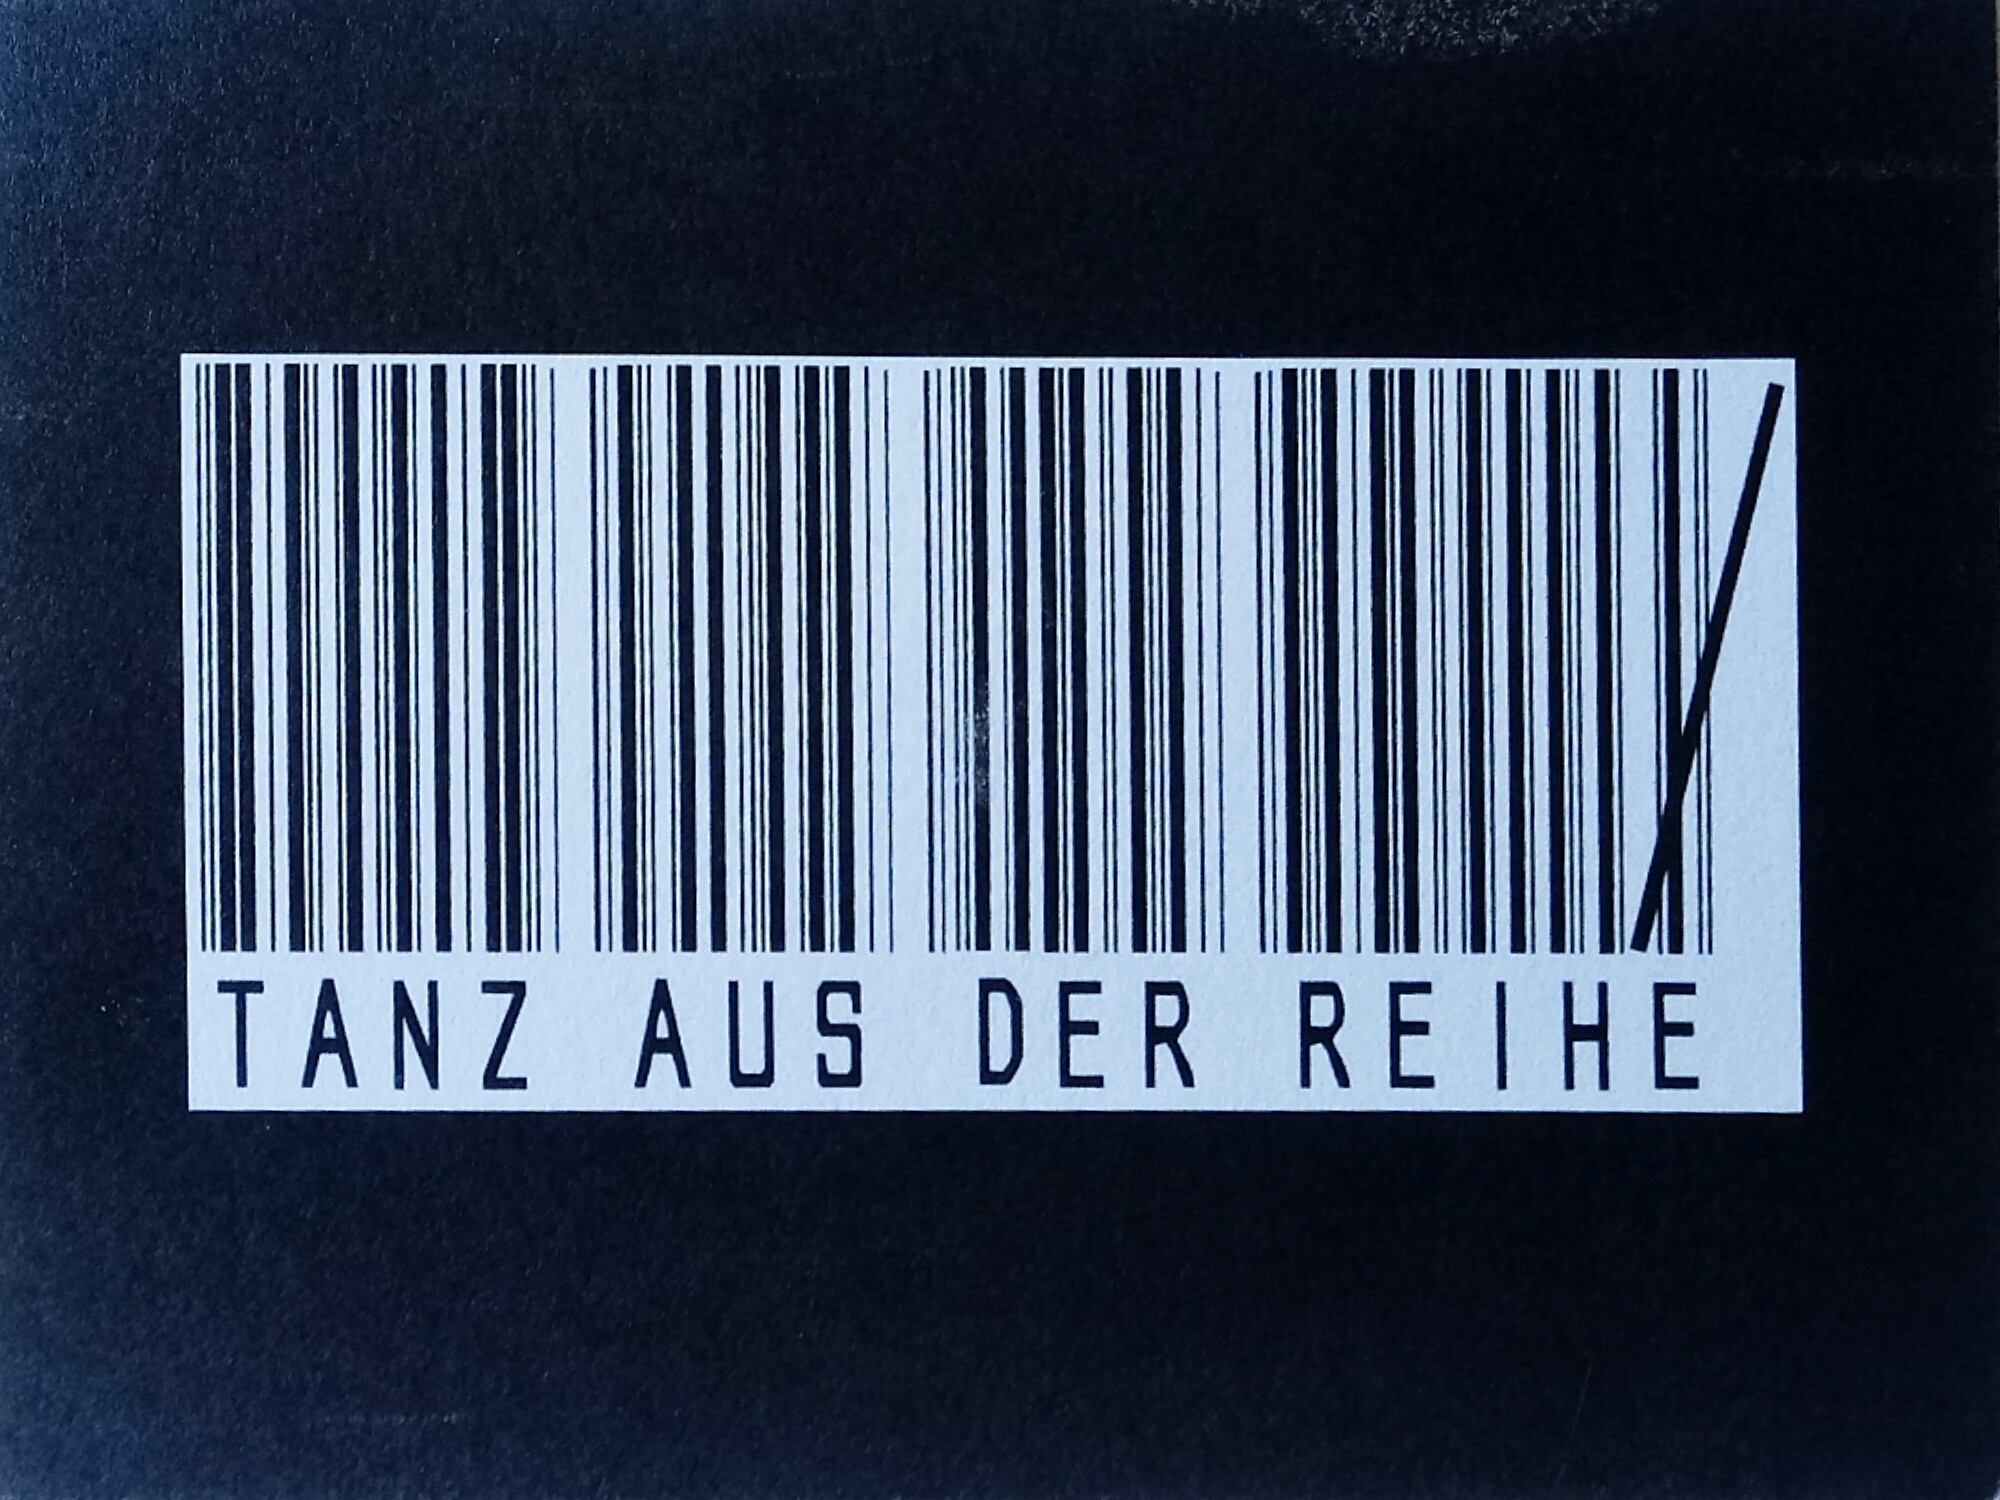 TANZ AUS DER REIHE